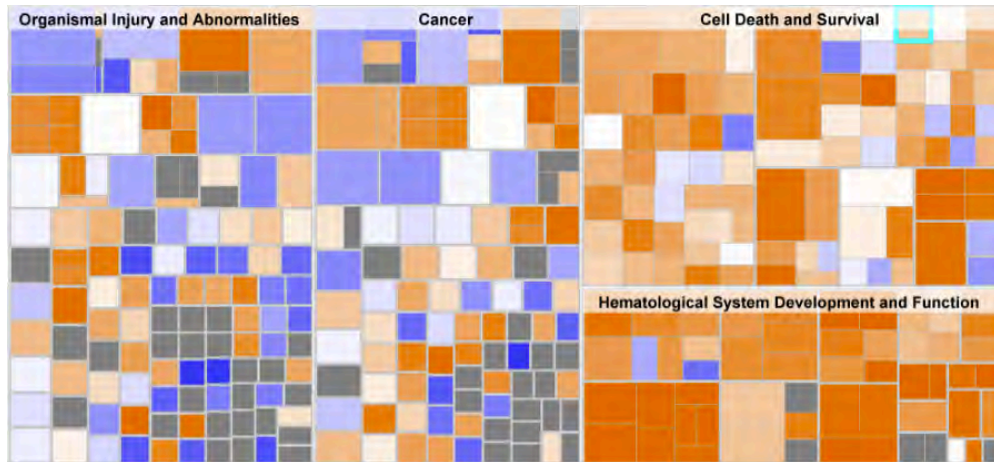 Organismal Injury and Abnormalities
Cancer
Cell Death and Survival
Hematological System Development and Function